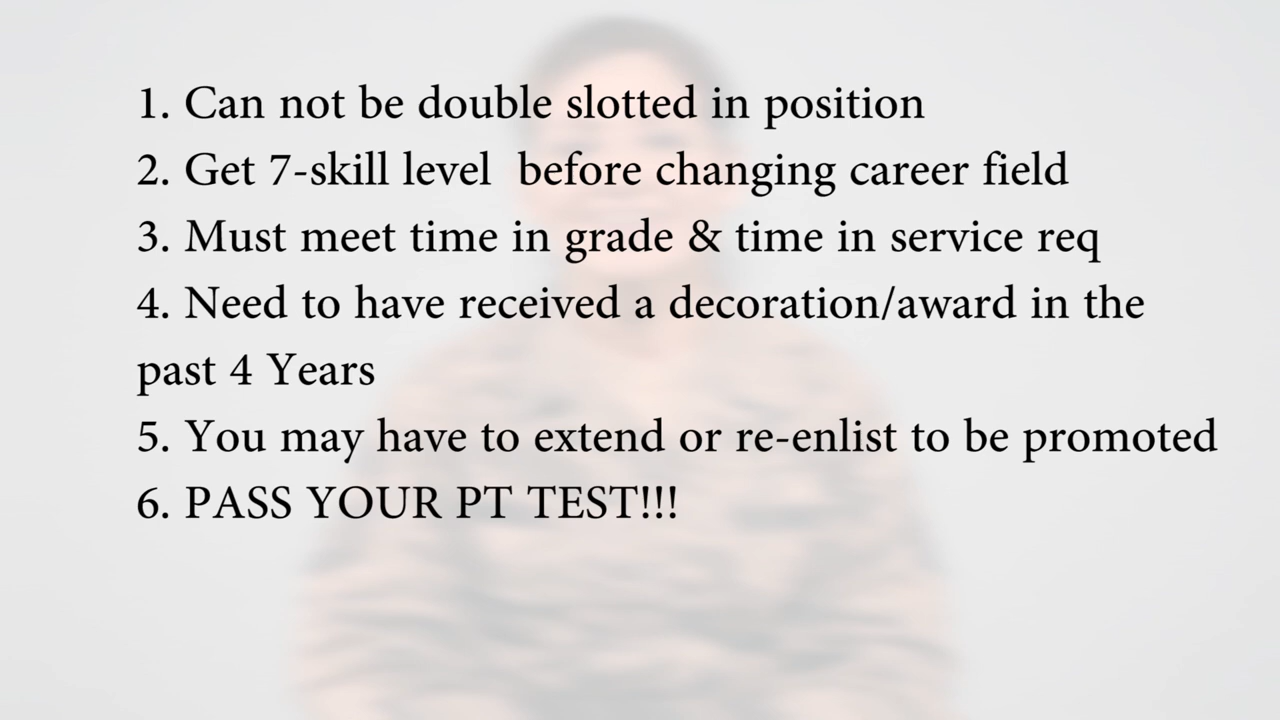 1. Can not be double slotted in position
2. Get 7-skill level  before changing career field
3. Must meet time in grade & time in service req
4. Need to have received a decoration/award in the
past 4 Years
5. You may have to extend or re-enlist to be promoted
6. PASS YOUR PT TEST!!!